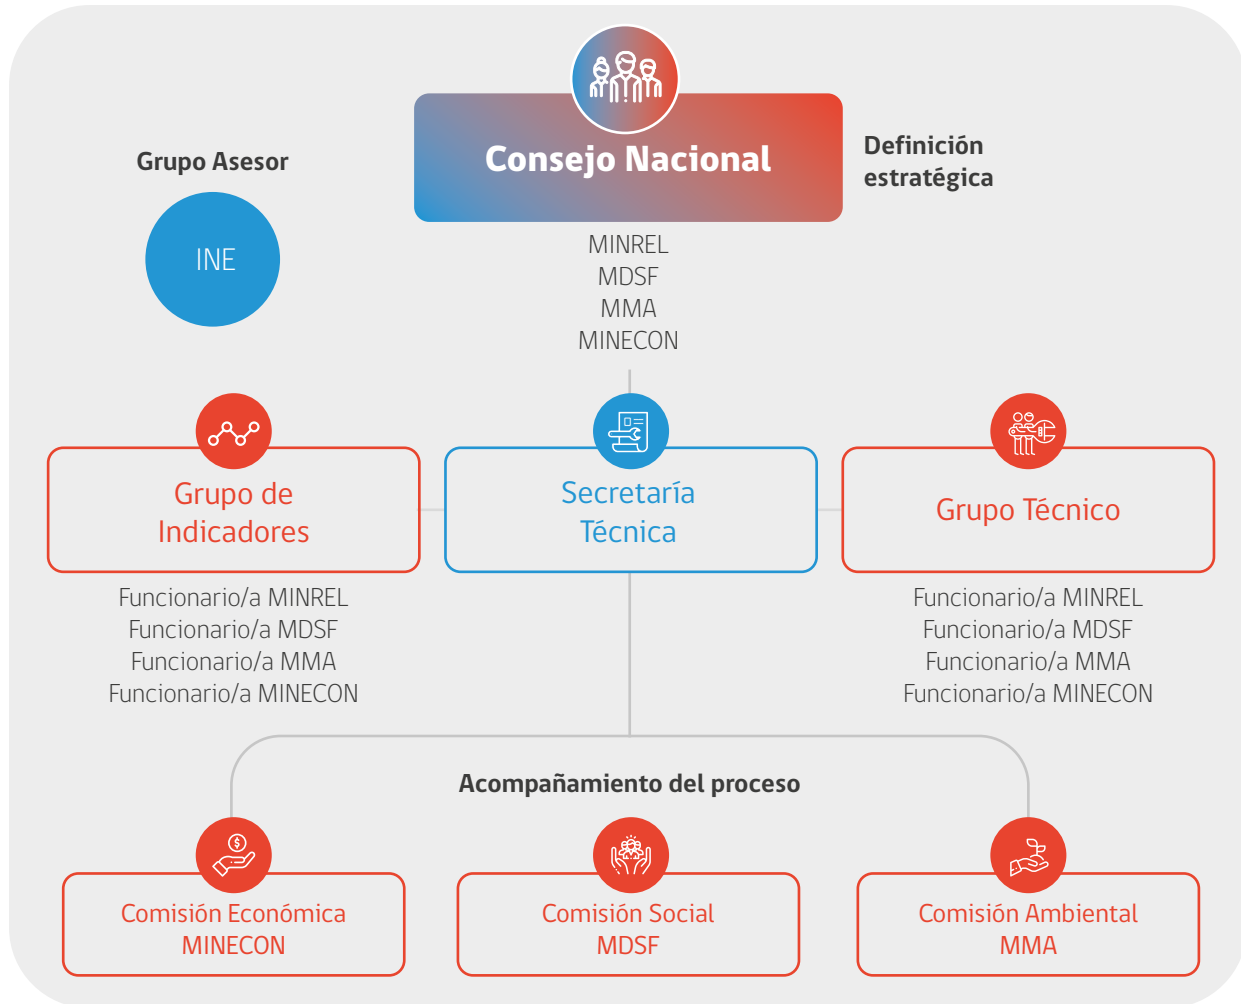 Grupo Asesor
INE
Consejo Nacional
Definición
estratégica
MINREL
MDSF
MMA
MINECON
Grupo de
Indicadores
Funcionario/a MINREL
Funcionario/a MDSF
Funcionario/a MMA
Funcionario/a MINECON
Secretaría
Técnica
Grupo Técnico
Funcionario/a MINREL
Funcionario/a MDSF
Funcionario/a MMA
Funcionario/a MINECON
Acompañamiento del proceso
Comisión Económica
MINECON
Comisión Social
MDSF
Comisión Ambiental
MMA